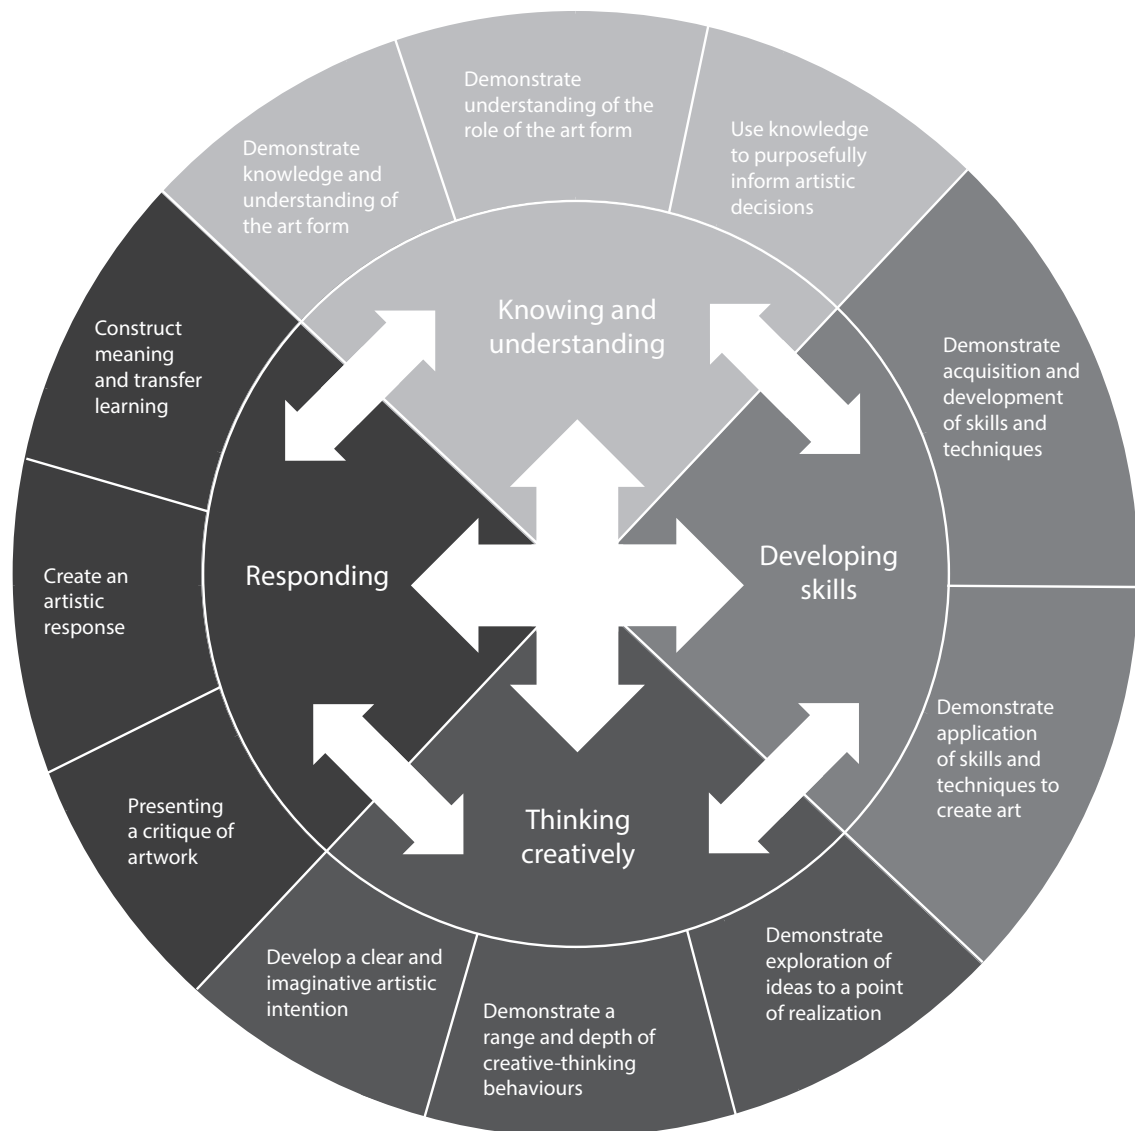 Demonstrate
understanding of the
role of the art form
Use knowledge
to purposefully
inform artistic
decisions
Demonstrate
knowledge and
understanding of
the art form
Knowing and
understanding
Construct
meaning
and transfer
learning
Demonstrate
acquisition and
development
of skills and
techniques
Responding
Developing
skills
Create an
artistic
response
Demonstrate
application
of skills and
techniques to
create art
Presenting
a critique of
artwork
Thinking
creatively
Develop a clear and
imaginative artistic
intention
Demonstrate a
range and depth of
creative-thinking
behaviours
Demonstrate
exploration of
ideas to a point
of realization